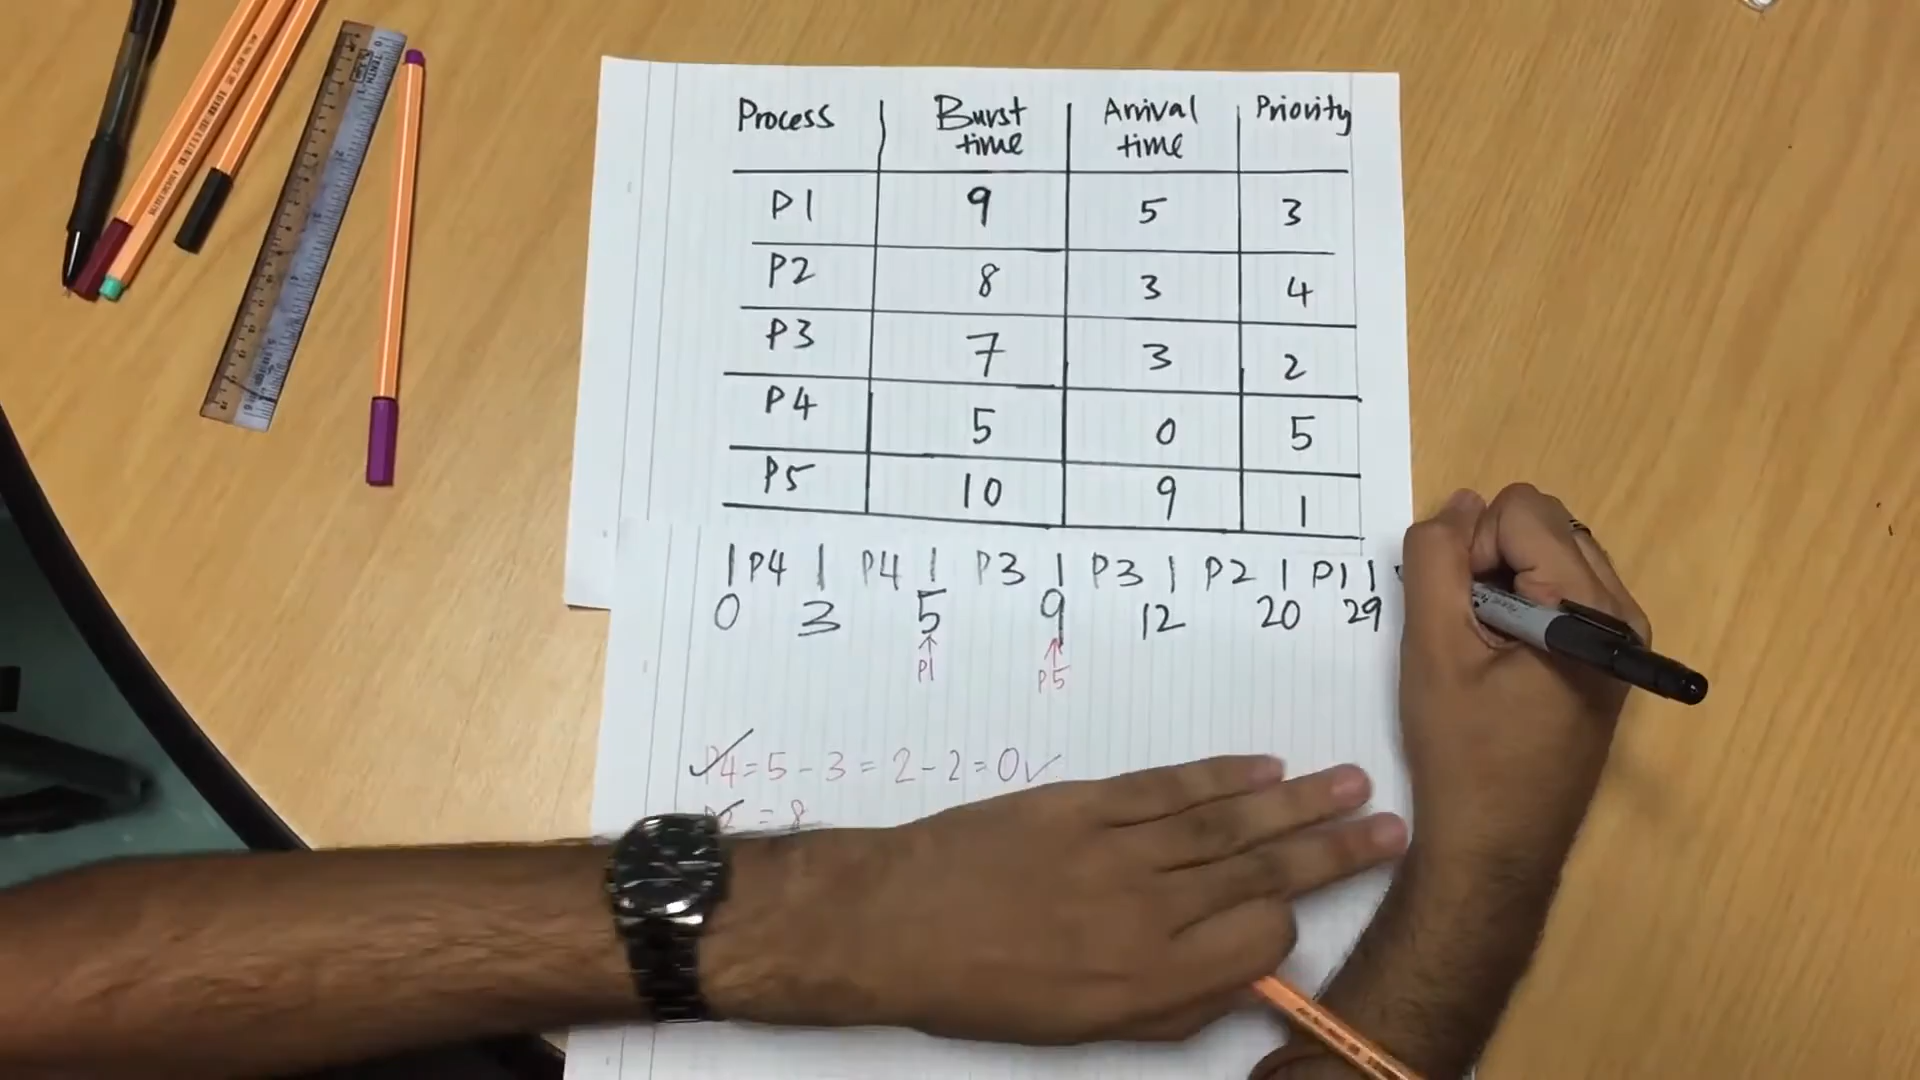 Process Burst time Arrival time Priority
P1 9 5 3
P2 8 3 4
P3 7 3 2
P4 5 0 5
P5 10 9 1
| P4 | P4 | P3 | P3 | P2 | P1 |
0 3 5 9 12 20 29
↑ ↑
P1 P5
P4 = 5 - 3 = 2 - 2 = 0 ✓
P2 = 8